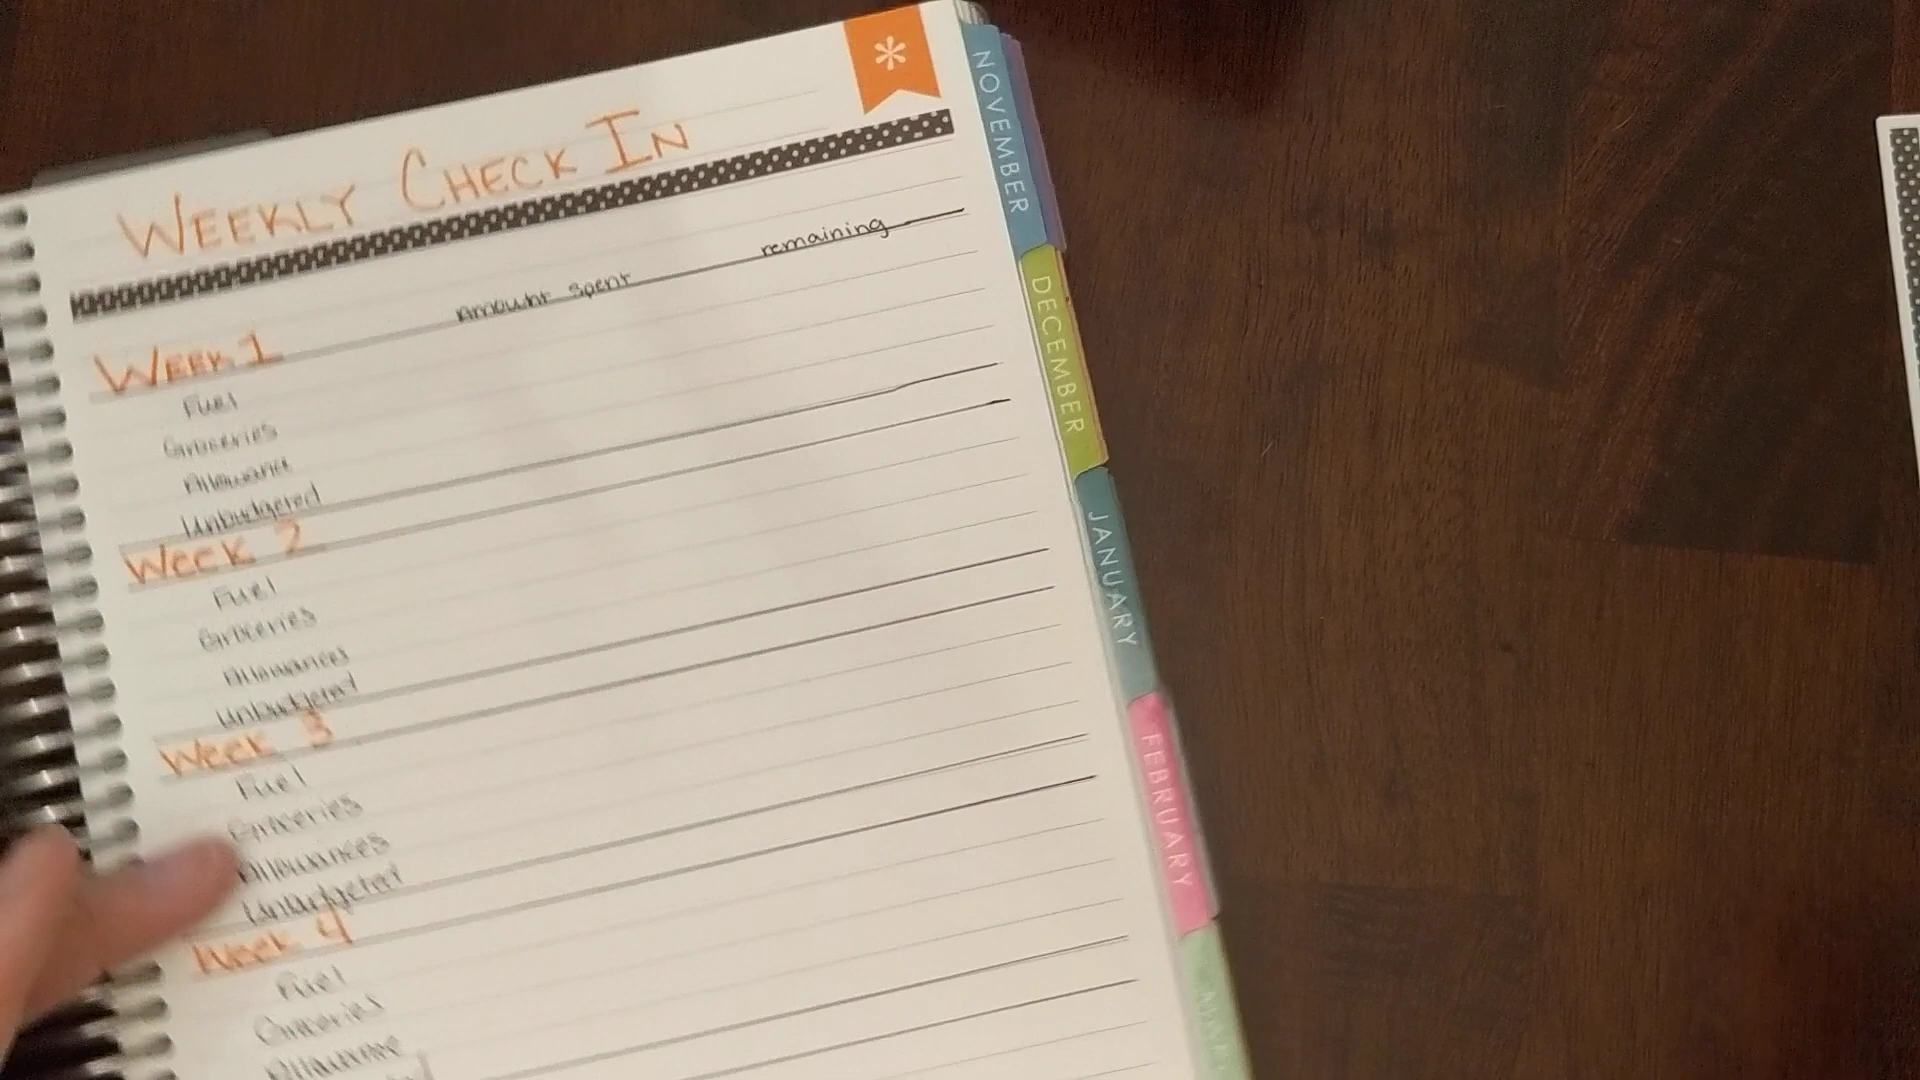 *
WEEKLY CHECK IN
amount spent remaining
WEEK 1
Fuel
Groceries
Allowance
Unbudgeted
Week 2
Fuel
Groceries
Allowances
Unbudgeted
Week 3
Fuel
Groceries
Allowances
Unbudgeted
Week 4
Fuel
Groceries
Allowance
NOVEMBER
DECEMBER
JANUARY
FEBRUARY